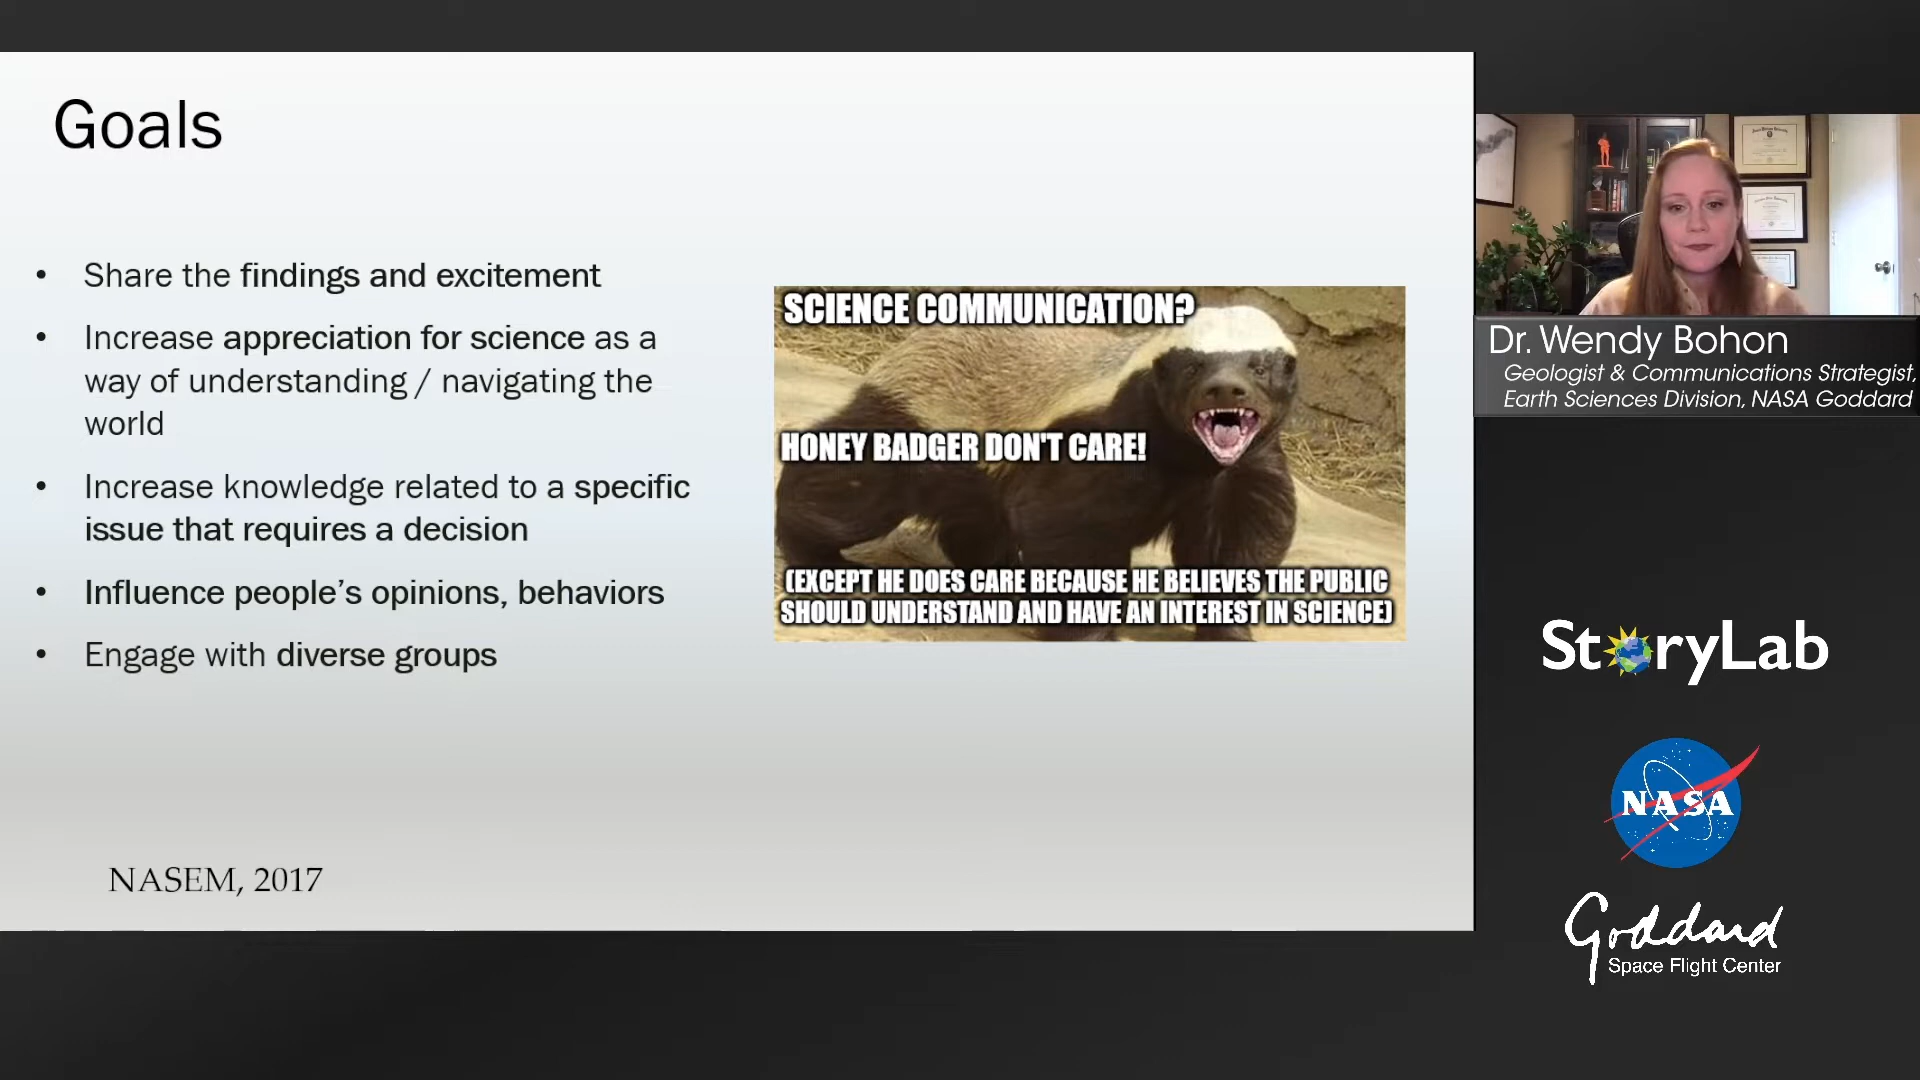 Goals
• Share the findings and excitement
• Increase appreciation for science as a
way of understanding / navigating the
world
• Increase knowledge related to a specific
issue that requires a decision
• Influence people’s opinions, behaviors
• Engage with diverse groups
NASEM, 2017
SCIENCE COMMUNICATION?
HONEY BADGER DON'T CARE!
(EXCEPT HE DOES CARE BECAUSE HE BELIEVES THE PUBLIC
SHOULD UNDERSTAND AND HAVE AN INTEREST IN SCIENCE)
Dr. Wendy Bohon
Geologist & Communications Strategist,
Earth Sciences Division, NASA Goddard
StoryLab
NASA
Goddard
Space Flight Center